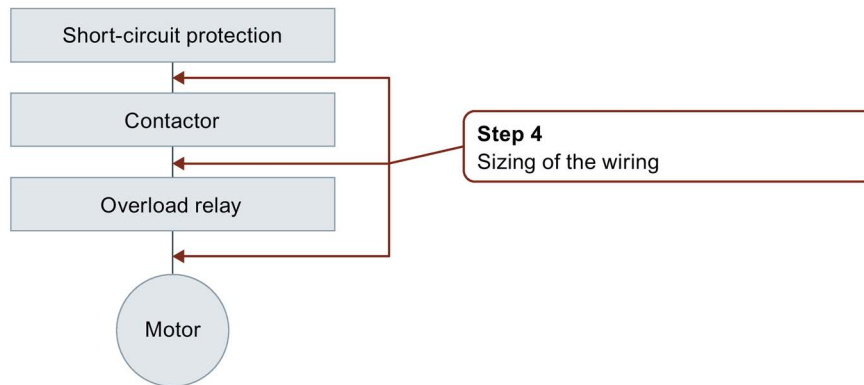 Short-circuit protection
Contactor
Step 4
Sizing of the wiring
Overload relay
Motor